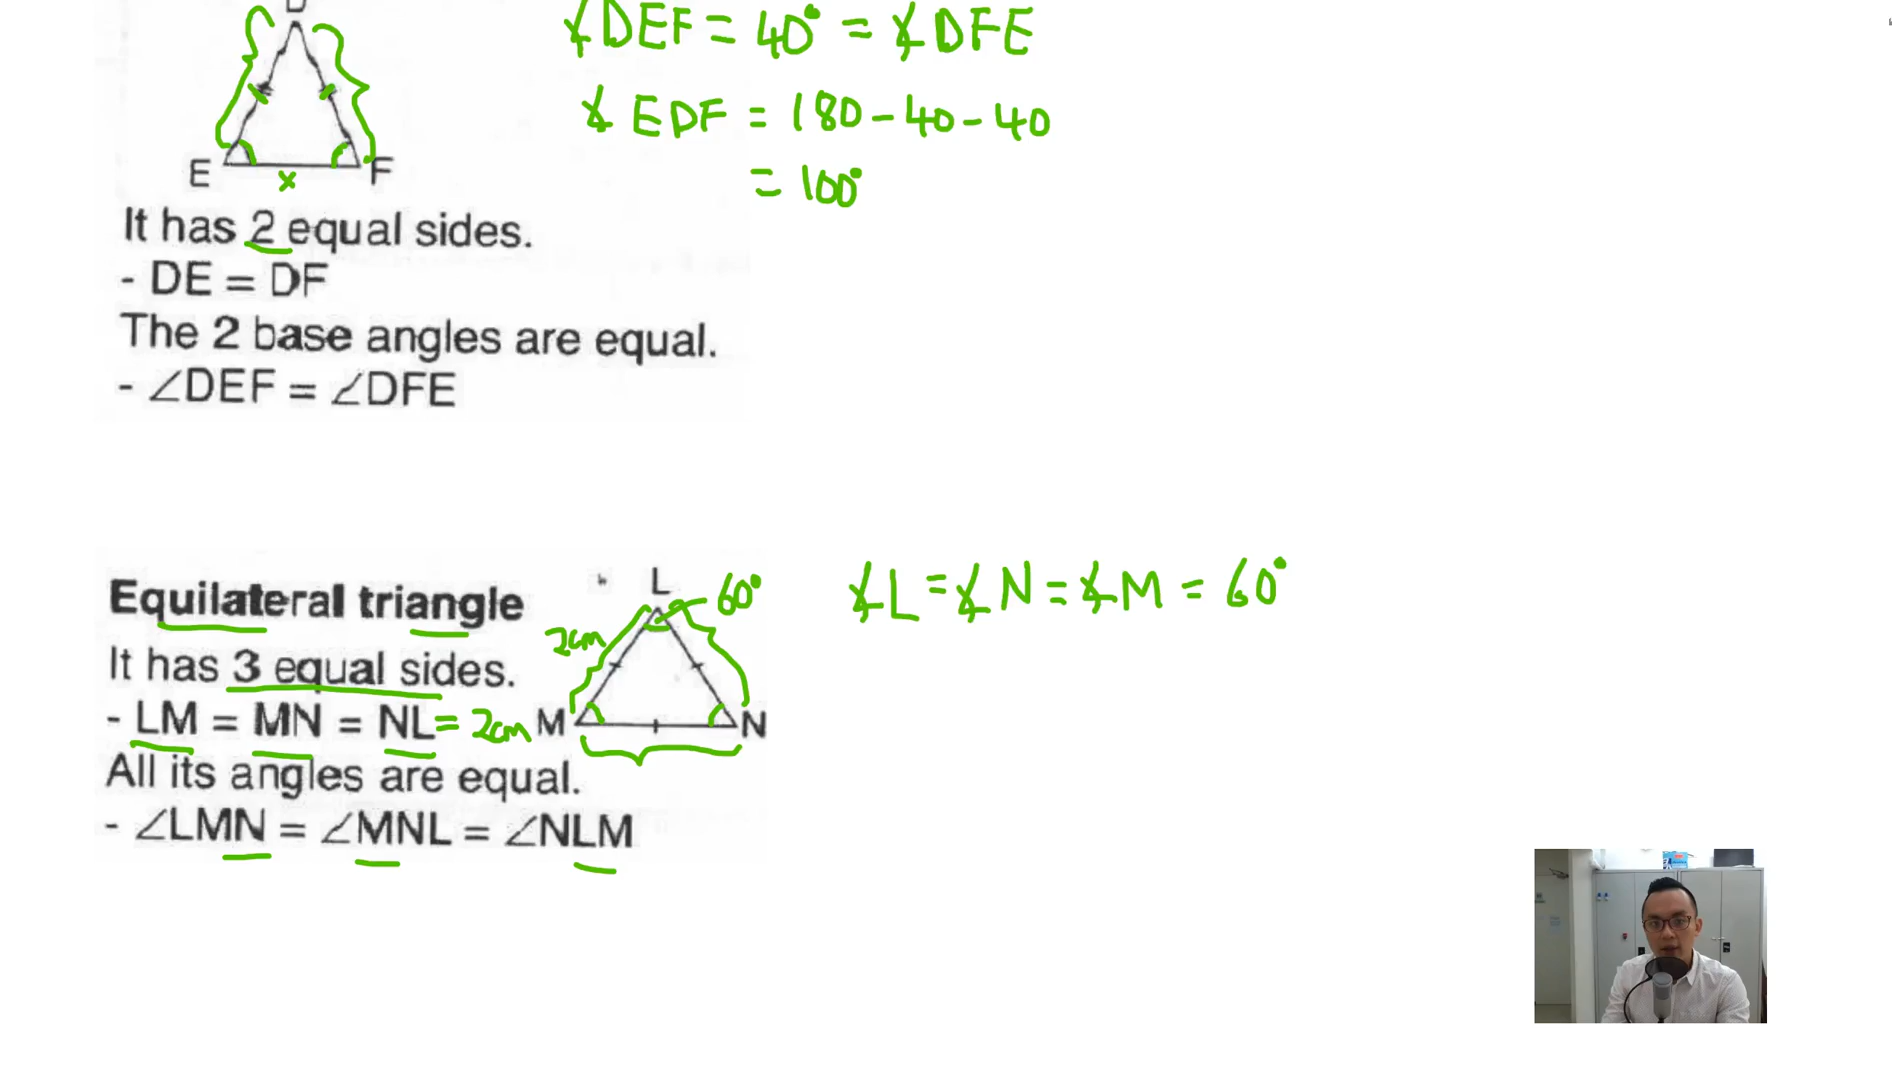 D
∠DEF = 40° = ∠DFE
∠EDF = 180 - 40 - 40
= 100°
E
x
F
It has 2 equal sides.
- DE = DF
The 2 base angles are equal.
- ∠DEF = ∠DFE
Equilateral triangle
L
60°
∠L = ∠N = ∠M = 60°
2cm
It has 3 equal sides.
- LM = MN = NL = 2cm
M
N
All its angles are equal.
- ∠LMN = ∠MNL = ∠NLM